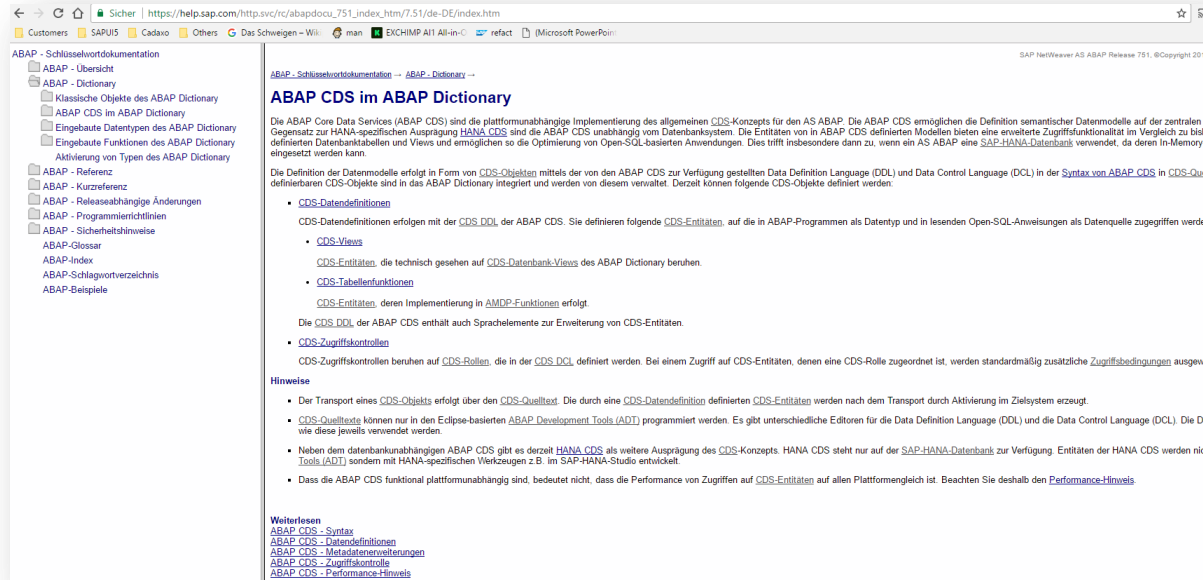 Sicher | https://help.sap.com/http.svc/rc/abapdocu_751_index_htm/7.51/de-DE/index.htm
Customers SAPUI5 Cadaxo Others Das Schweigen – Wiki man EXCHIMP AI1 All-in-O refact (Microsoft PowerPoin
ABAP - Schlüsselwortdokumentation
ABAP - Übersicht
ABAP - Dictionary
Klassische Objekte des ABAP Dictionary
ABAP CDS im ABAP Dictionary
Eingebaute Datentypen des ABAP Dictionary
Eingebaute Funktionen des ABAP Dictionary
Aktivierung von Typen des ABAP Dictionary
ABAP - Referenz
ABAP - Kurzreferenz
ABAP - Releaseabhängige Änderungen
ABAP - Programmierrichtlinien
ABAP - Sicherheitshinweise
ABAP-Glossar
ABAP-Index
ABAP-Schlagwortverzeichnis
ABAP-Beispiele
SAP NetWeaver AS ABAP Release 751, ©Copyright 201
ABAP - Schlüsselwortdokumentation → ABAP - Dictionary →
ABAP CDS im ABAP Dictionary
Die ABAP Core Data Services (ABAP CDS) sind die plattformunabhängige Implementierung des allgemeinen CDS-Konzepts für den AS ABAP. Die ABAP CDS ermöglichen die Definition semantischer Datenmodelle auf der zentralen
Gegensatz zur HANA-spezifischen Ausprägung HANA CDS sind die ABAP CDS unabhängig vom Datenbanksystem. Die Entitäten von in ABAP CDS definierten Modellen bieten eine erweiterte Zugriffsfunktionalität im Vergleich zu bis
definierten Datenbanktabellen und Views und ermöglichen so die Optimierung von Open-SQL-basierten Anwendungen. Dies trifft insbesondere dann zu, wenn ein AS ABAP eine SAP-HANA-Datenbank verwendet, da deren In-Memory
eingesetzt werden kann.
Die Definition der Datenmodelle erfolgt in Form von CDS-Objekten mittels der von den ABAP CDS zur Verfügung gestellten Data Definition Language (DDL) und Data Control Language (DCL) in der Syntax von ABAP CDS in CDS-Que
definierbaren CDS-Objekte sind in das ABAP Dictionary integriert und werden von diesem verwaltet. Derzeit können folgende CDS-Objekte definiert werden:
CDS-Datendefinitionen
CDS-Datendefinitionen erfolgen mit der CDS DDL der ABAP CDS. Sie definieren folgende CDS-Entitäten, auf die in ABAP-Programmen als Datentyp und in lesenden Open-SQL-Anweisungen als Datenquelle zugegriffen werde
CDS-Views
CDS-Entitäten, die technisch gesehen auf CDS-Datenbank-Views des ABAP Dictionary beruhen.
CDS-Tabellenfunktionen
CDS-Entitäten, deren Implementierung in AMDP-Funktionen erfolgt.
Die CDS DDL der ABAP CDS enthält auch Sprachelemente zur Erweiterung von CDS-Entitäten.
CDS-Zugriffskontrollen
CDS-Zugriffskontrollen beruhen auf CDS-Rollen, die in der CDS DCL definiert werden. Bei einem Zugriff auf CDS-Entitäten, denen eine CDS-Rolle zugeordnet ist, werden standardmäßig zusätzliche Zugriffsbedingungen ausgew
Hinweise
Der Transport eines CDS-Objekts erfolgt über den CDS-Quelltext. Die durch eine CDS-Datendefinition definierten CDS-Entitäten werden nach dem Transport durch Aktivierung im Zielsystem erzeugt.
CDS-Quelltexte können nur in den Eclipse-basierten ABAP Development Tools (ADT) programmiert werden. Es gibt unterschiedliche Editoren für die Data Definition Language (DDL) und die Data Control Language (DCL). Die D
wie diese jeweils verwendet werden.
Neben dem datenbankunabhängigen ABAP CDS gibt es derzeit HANA CDS als weitere Ausprägung des CDS-Konzepts. HANA CDS steht nur auf der SAP-HANA-Datenbank zur Verfügung. Entitäten der HANA CDS werden nic
Tools (ADT) sondern mit HANA-spezifischen Werkzeugen z.B. im SAP-HANA-Studio entwickelt.
Dass die ABAP CDS funktional plattformunabhängig sind, bedeutet nicht, dass die Performance von Zugriffen auf CDS-Entitäten auf allen Plattformengleich ist. Beachten Sie deshalb den Performance-Hinweis.
Weiterlesen
ABAP CDS - Syntax
ABAP CDS - Datendefinitionen
ABAP CDS - Metadatenerweiterungen
ABAP CDS - Zugriffskontrolle
ABAP CDS - Performance-Hinweis